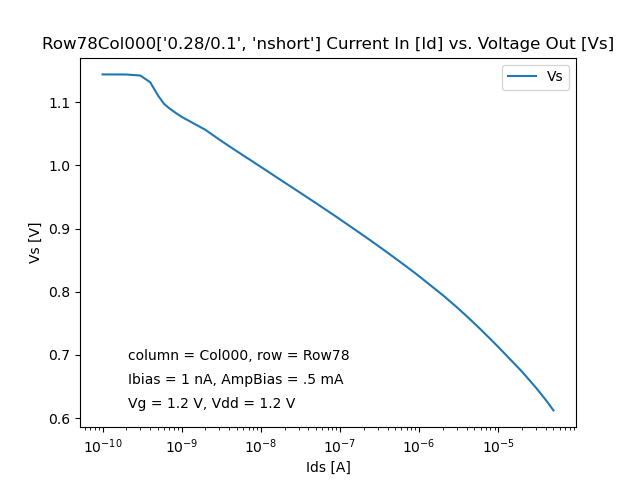 Row78Col000['0.28/0.1', 'nshort'] Current In [Id] vs. Voltage Out [Vs]
Vs
1.1
1.0
0.9
0.8
0.7
0.6
Vs [V]
column = Col000, row = Row78
Ibias = 1 nA, AmpBias = .5 mA
Vg = 1.2 V, Vdd = 1.2 V
10⁻¹⁰ 10⁻⁹ 10⁻⁸ 10⁻⁷ 10⁻⁶ 10⁻⁵
Ids [A]